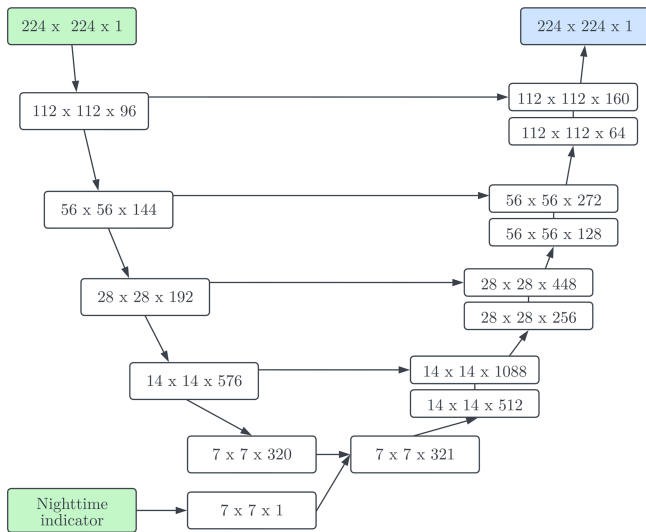 224 x 224 x 1
224 x 224 x 1
112 x 112 x 96
112 x 112 x 160
112 x 112 x 64
56 x 56 x 144
56 x 56 x 272
56 x 56 x 128
28 x 28 x 192
28 x 28 x 448
28 x 28 x 256
14 x 14 x 576
14 x 14 x 1088
14 x 14 x 512
7 x 7 x 320
7 x 7 x 321
Nighttime
indicator
7 x 7 x 1